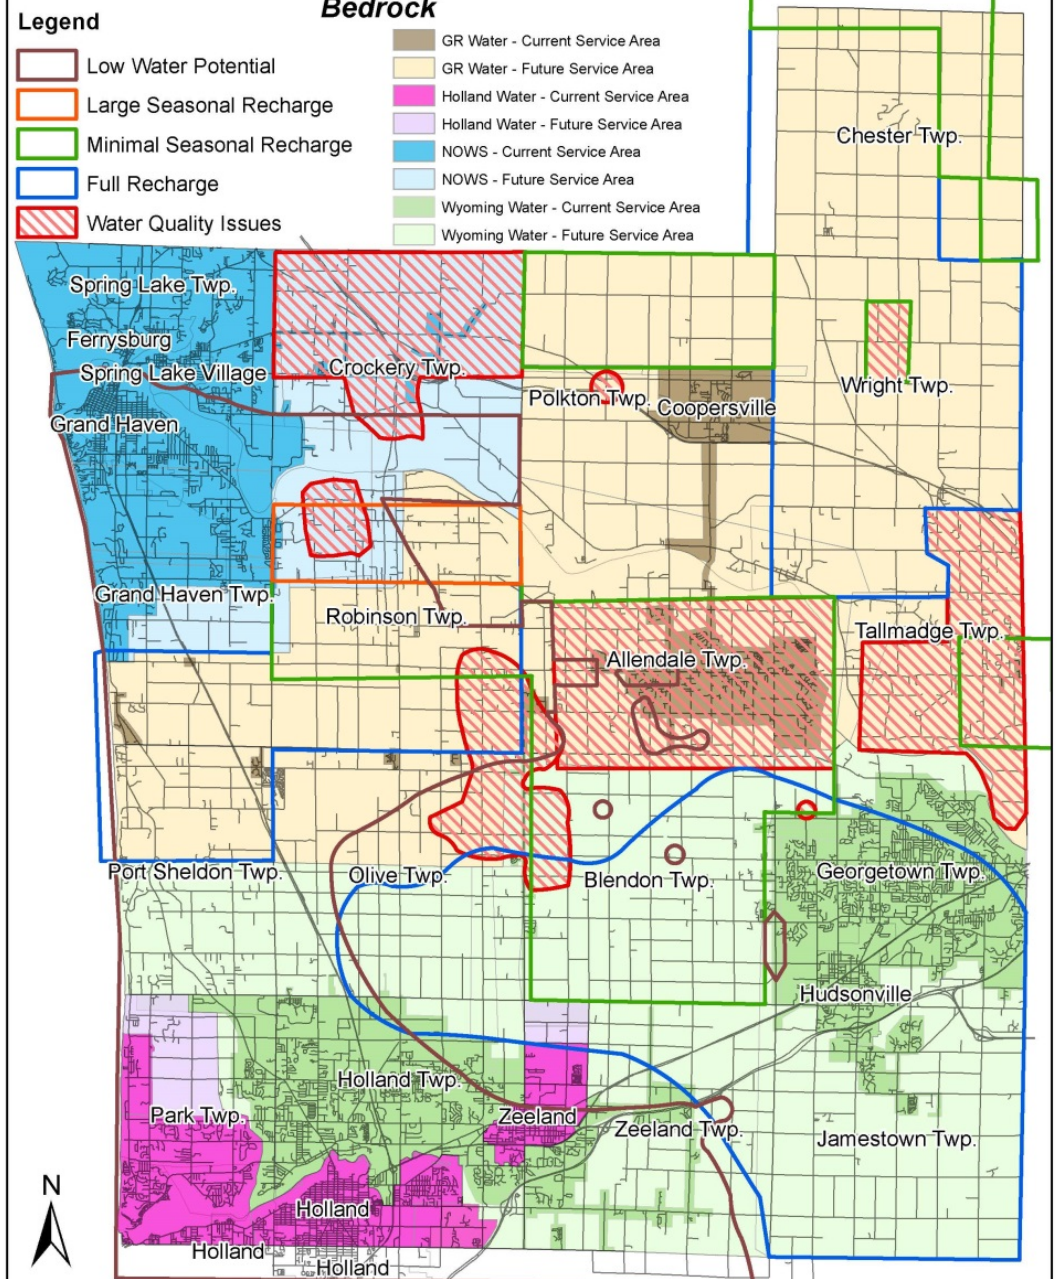 Bedrock
Legend
Low Water Potential
Large Seasonal Recharge
Minimal Seasonal Recharge
Full Recharge
Water Quality Issues
GR Water - Current Service Area
GR Water - Future Service Area
Holland Water - Current Service Area
Holland Water - Future Service Area
NOWS - Current Service Area
NOWS - Future Service Area
Wyoming Water - Current Service Area
Wyoming Water - Future Service Area
Chester Twp.
Spring Lake Twp.
Ferrysburg
Spring Lake Village
Crockery Twp.
Wright Twp.
Polkton Twp.
Coopersville
Grand Haven
Grand Haven Twp.
Robinson Twp.
Tallmadge Twp.
Allendale Twp.
Port Sheldon Twp.
Olive Twp.
Blendon Twp.
Georgetown Twp.
Hudsonville
Holland Twp.
Park Twp.
Zeeland
Zeeland Twp.
Jamestown Twp.
N
Holland
Holland
Holland